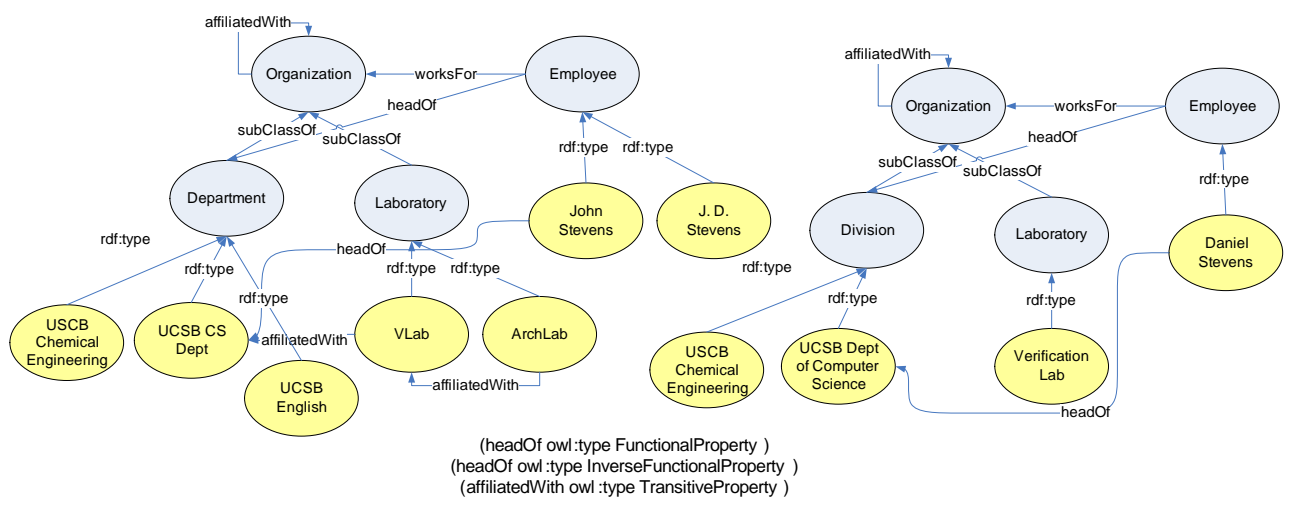 affiliatedWith
Organization
worksFor
Employee
headOf
subClassOf
subClassOf
rdf:type
rdf:type
Department
Laboratory
John
Stevens
J. D.
Stevens
rdf:type
headOf
rdf:type
rdf:type
rdf:type
rdf:type
USCB
Chemical
Engineering
UCSB CS
Dept
affiliatedWith
VLab
ArchLab
affiliatedWith
UCSB
English
affiliatedWith
Organization
worksFor
Employee
headOf
subClassOf
subClassOf
rdf:type
Division
Laboratory
Daniel
Stevens
rdf:type
rdf:type
rdf:type
USCB
Chemical
Engineering
UCSB Dept
of Computer
Science
Verification
Lab
headOf
(headOf owl:type FunctionalProperty )
(headOf owl:type InverseFunctionalProperty )
(affiliatedWith owl:type TransitiveProperty )